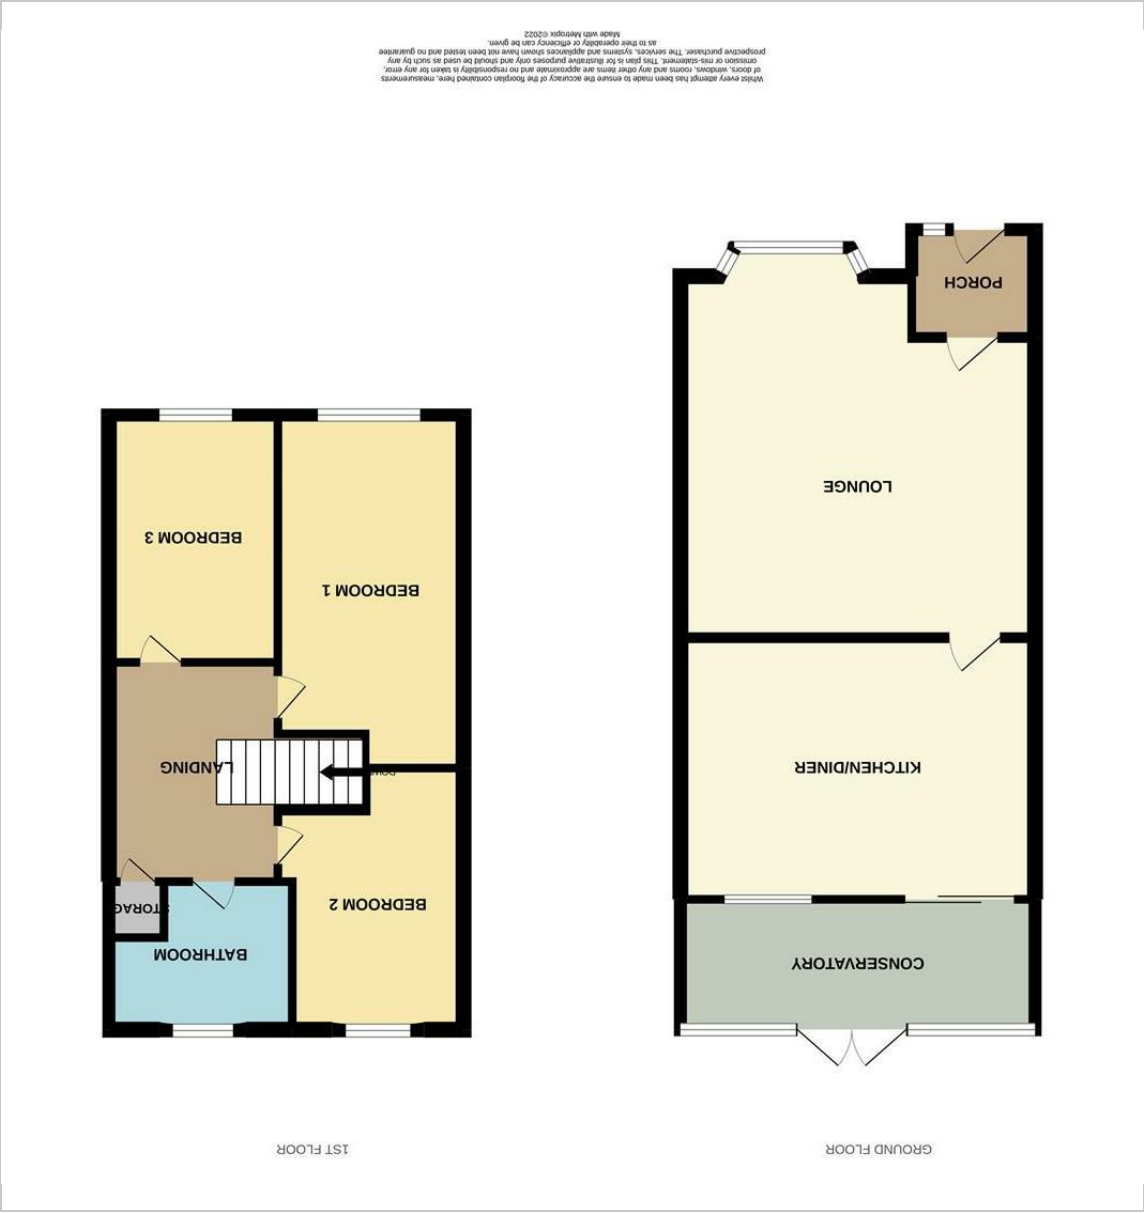 GROUND FLOOR
1ST FLOOR
CONSERVATORY
KITCHEN/DINER
LOUNGE
PORCH
BATHROOM
STORAG
BEDROOM 2
LANDING
DOWN
BEDROOM 1
BEDROOM 3
Whilst every attempt has been made to ensure the accuracy of the floorplan contained here, measurements
of doors, windows, rooms and any other items are approximate and no responsibility is taken for any error,
omission or mis-statement. This plan is for illustrative purposes only and should be used as such by any
prospective purchaser. The services, systems and appliances shown have not been tested and no guarantee
as to their operability or efficiency can be given.
Made with Metropix ©2022